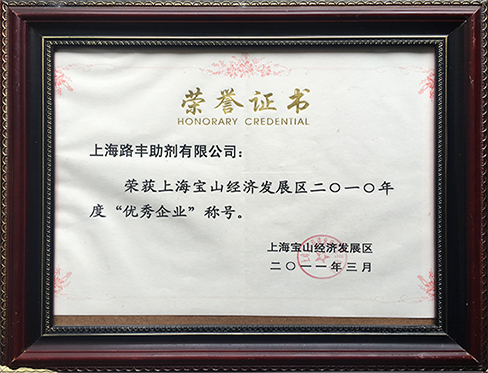 荣誉证书
HONORARY CREDENTIAL
上海路丰助剂有限公司：
荣获上海宝山经济发展区二〇一〇年
度“优秀企业”称号。
上海宝山经济发展区
二〇一一年三月